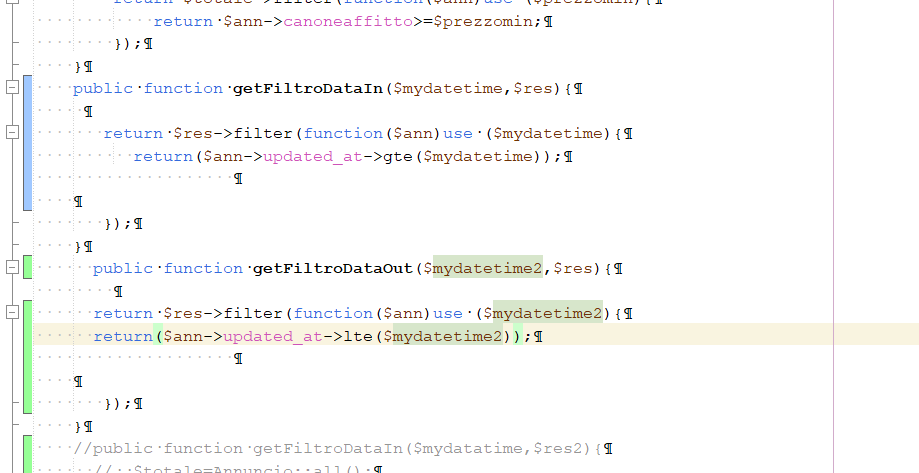 return $totale->filter(function($ann)use ($prezzomin){¶
return $ann->canoneaffitto>=$prezzomin;¶
});¶
}¶
public function getFiltroDataIn($mydatetime,$res){¶
¶
return $res->filter(function($ann)use ($mydatetime){¶
return($ann->updated_at->gte($mydatetime));¶
¶
¶
});¶
}¶
public function getFiltroDataOut($mydatetime2,$res){¶
¶
return $res->filter(function($ann)use ($mydatetime2){¶
return($ann->updated_at->lte($mydatetime2));¶
¶
¶
});¶
}¶
//public function getFiltroDataIn($mydatatime,$res2){¶
// $totale=Annuncio::all();¶